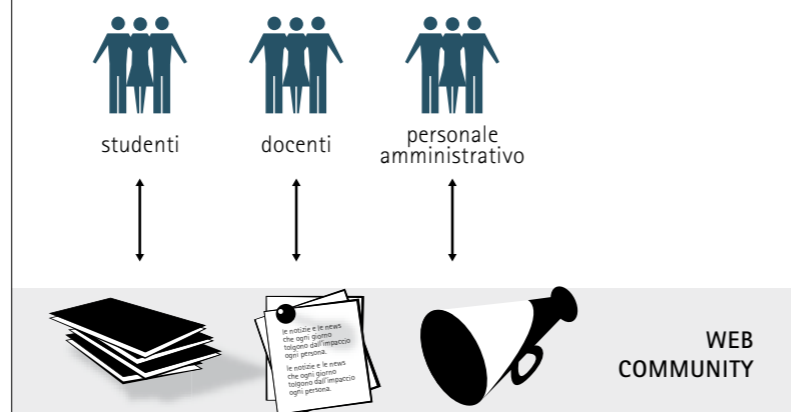 studenti
docenti
personale
amministrativo
le notizie e le news
che ogni giorno
tolgono dall'impaccio
ogni persona.
le notizie e le news
che ogni giorno
tolgono dall'impaccio
ogni persona.
WEB
COMMUNITY